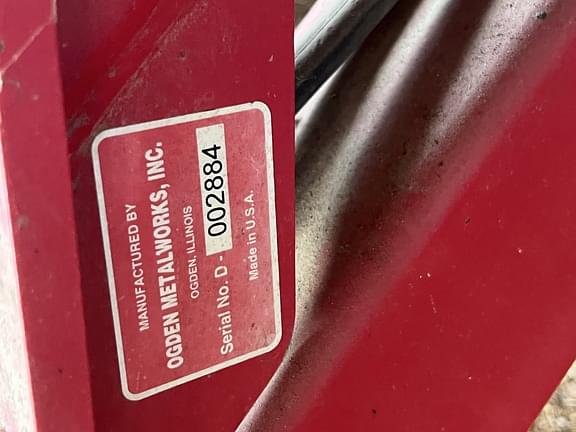 MANUFACTURED BY
OGDEN METALWORKS, INC.
OGDEN, ILLINOIS
Serial No. D - 002884
Made in U.S.A.